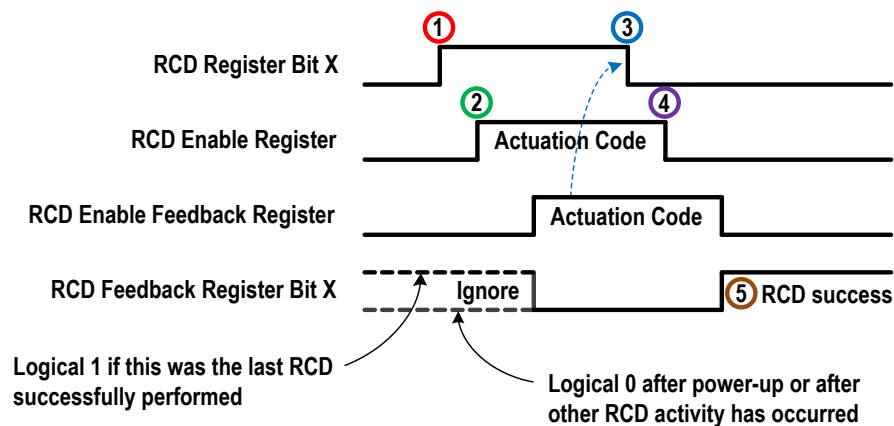 1
3
RCD Register Bit X
2
4
RCD Enable Register
Actuation Code
RCD Enable Feedback Register
Actuation Code
RCD Feedback Register Bit X
Ignore
5
RCD success
Logical 1 if this was the last RCD
successfully performed
Logical 0 after power-up or after
other RCD activity has occurred